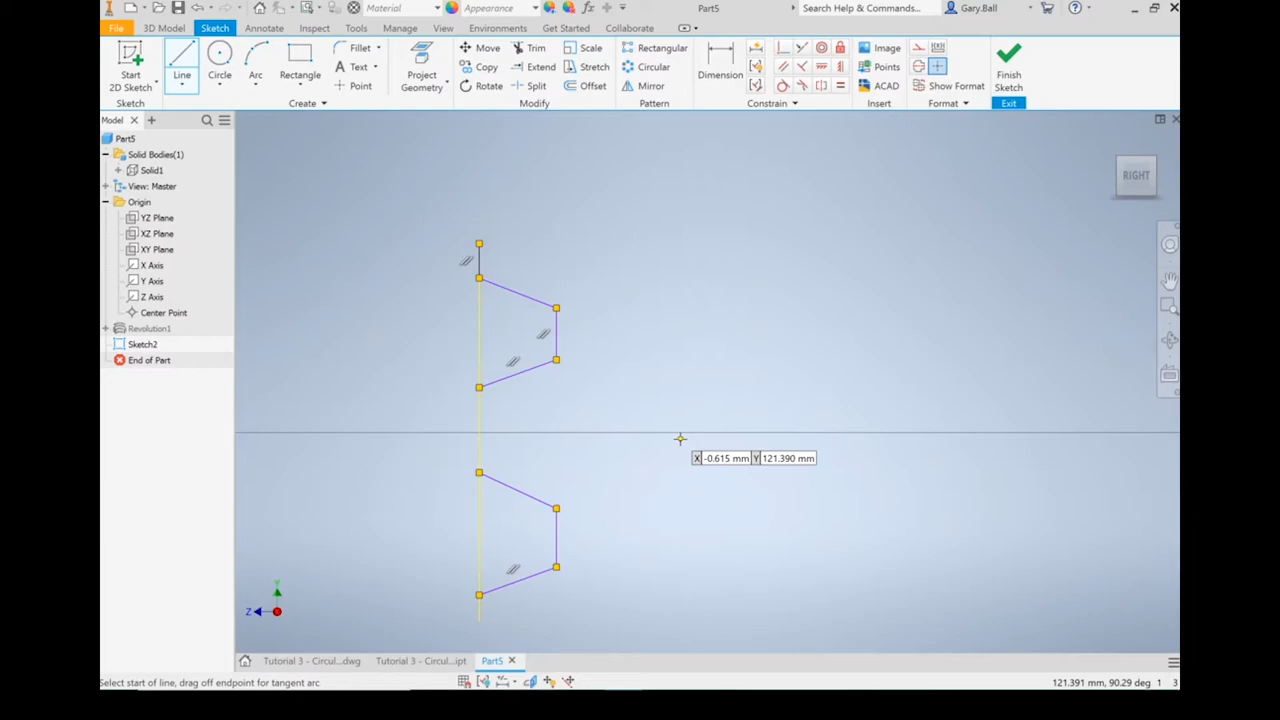 Material
Appearance
Part5
Search Help & Commands...
Gary.Ball
File 3D Model Sketch Annotate Inspect Tools Manage View Environments Get Started Collaborate
Start
2D Sketch
Line
Circle
Arc
Rectangle
Fillet
Text
Point
Project
Geometry
Move
Copy
Rotate
Trim
Extend
Split
Scale
Stretch
Offset
Rectangular
Circular
Mirror
Dimension
Image
Points
ACAD
Show Format
Finish
Sketch
Sketch
Create
Modify
Pattern
Constrain
Insert
Format
Exit
Model
Part5
Solid Bodies(1)
Solid1
View: Master
Origin
YZ Plane
XZ Plane
XY Plane
X Axis
Y Axis
Z Axis
Center Point
Revolution1
Sketch2
End of Part
RIGHT
X -0.615 mm Y 121.390 mm
Y
Z
Tutorial 3 - Circul...dwg
Tutorial 3 - Circul...ipt
Part5
Select start of line, drag off endpoint for tangent arc
121.391 mm, 90.29 deg 1 3